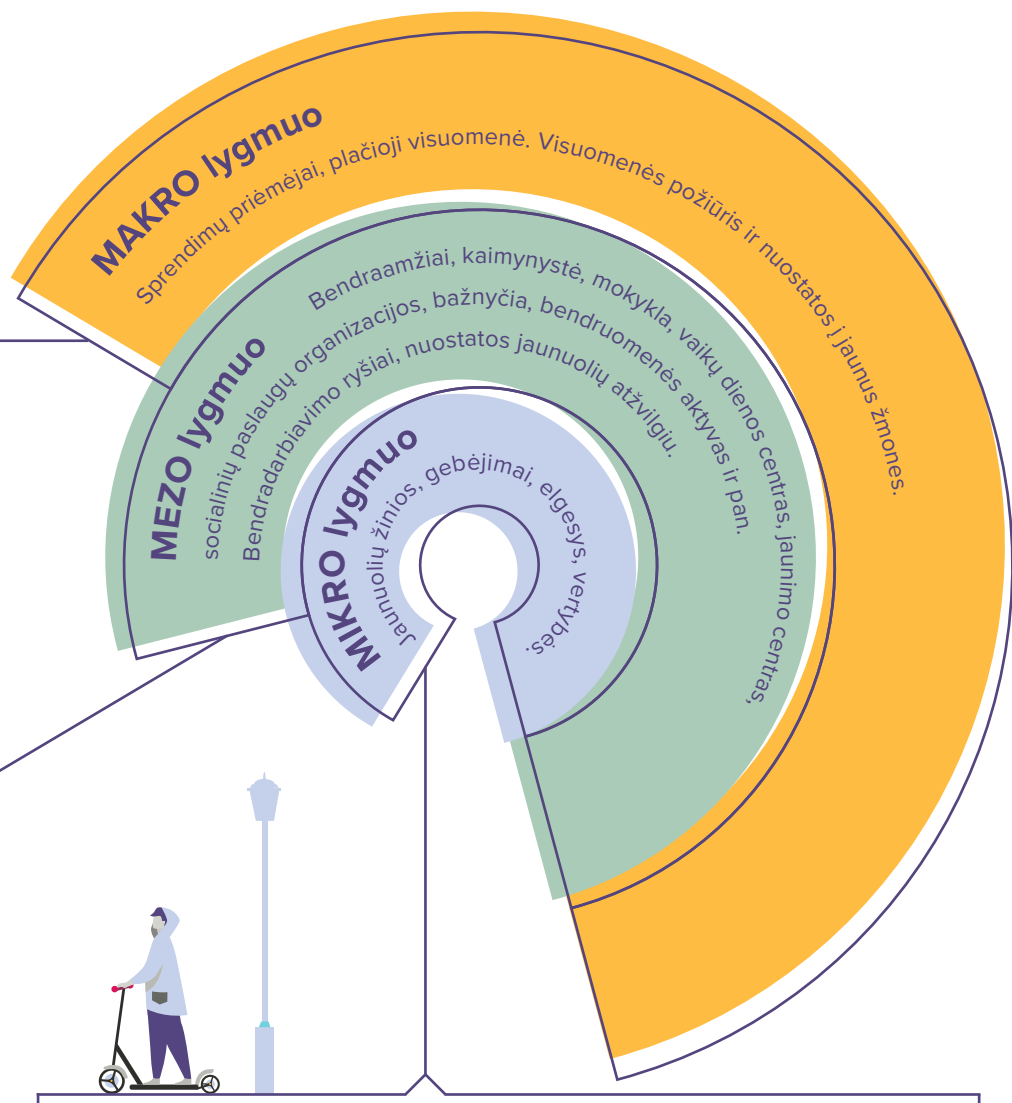 MAKRO lygmuo
Sprendimų priėmėjai, plačioji visuomenė. Visuomenės požiūris ir nuostatos į jaunus žmones.
MEZO lygmuo
Bendraamžiai, kaimynystė, mokykla, vaikų dienos centras, jaunimo centras,
socialinių paslaugų organizacijos, bažnyčia, bendruomenės aktyvas ir pan.
Bendradarbiavimo ryšiai, nuostatos jaunuolių atžvilgiu.
MIKRO lygmuo
Jaunuolių žinios, gebėjimai, elgesys, vertybės.